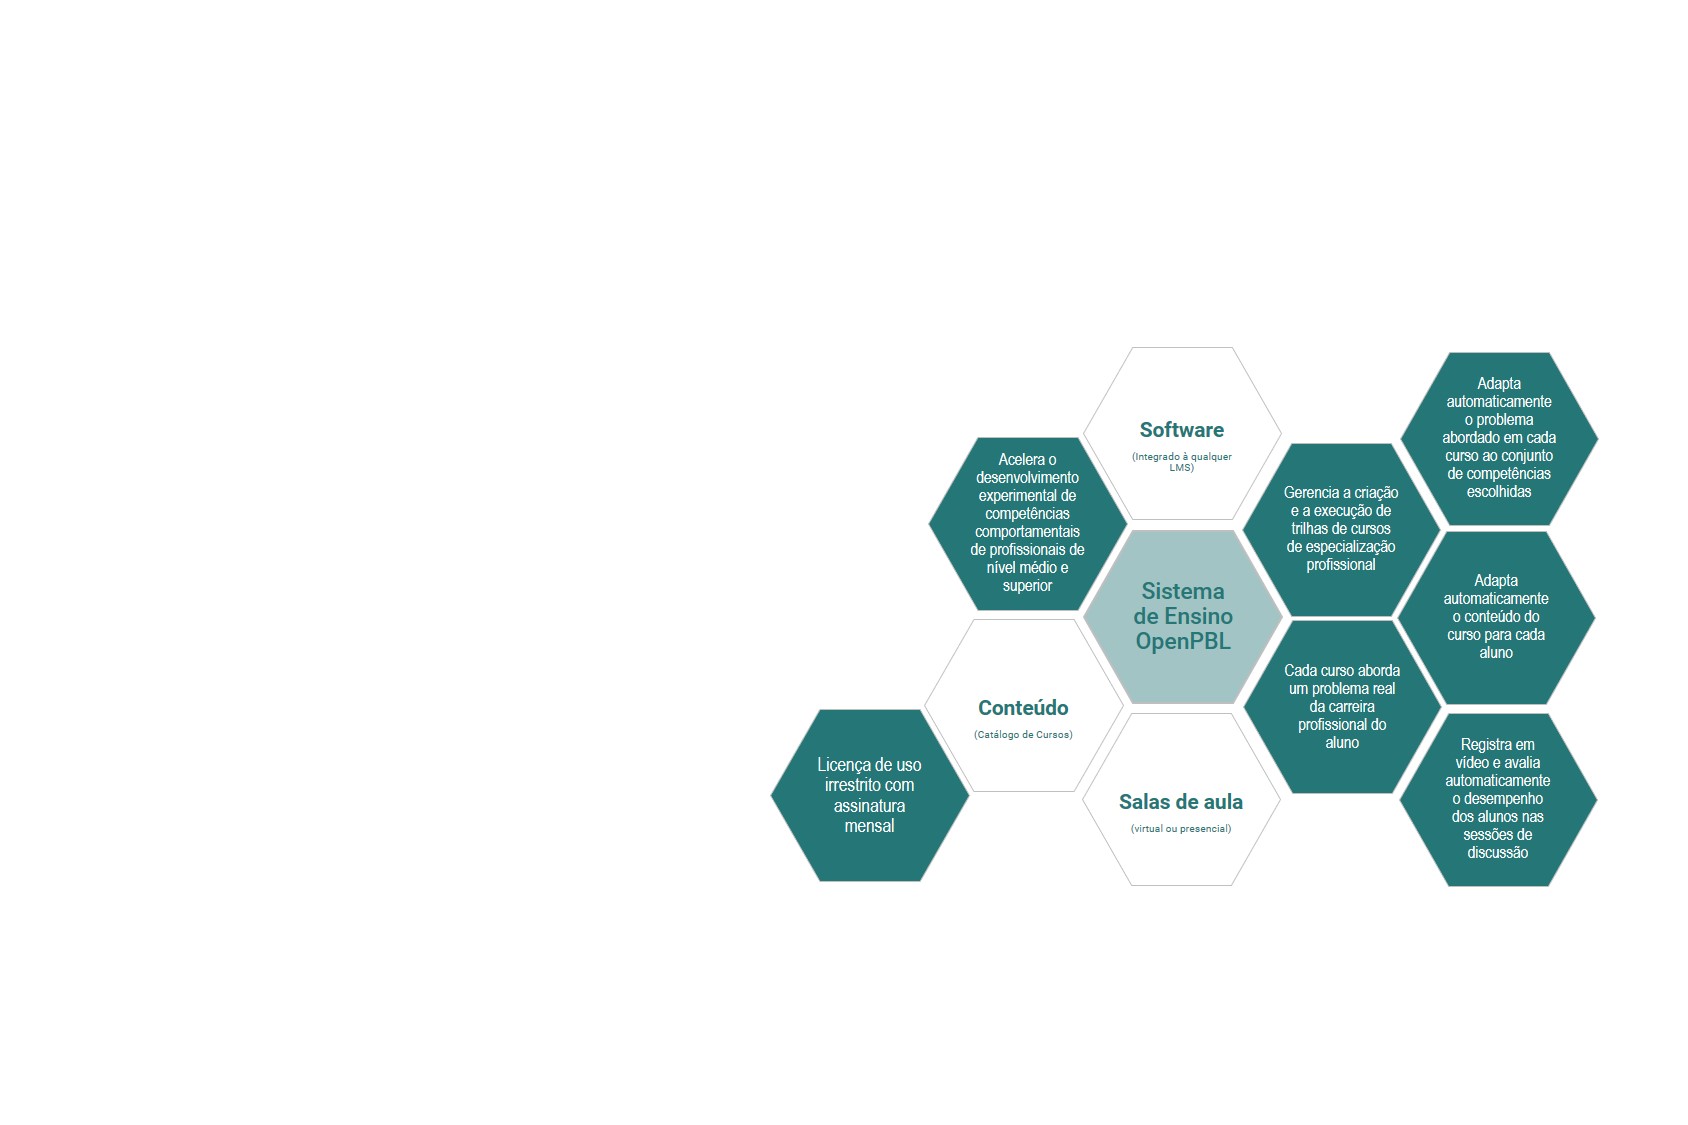 Software
(Integrado à qualquer
LMS)
Adapta
automaticamente
o problema
abordado em cada
curso ao conjunto
de competências
escolhidas
Acelera o
desenvolvimento
experimental de
competências
comportamentais
de profissionais de
nível médio e
superior
Gerencia a criação
e a execução de
trilhas de cursos
de especialização
profissional
Sistema
de Ensino
OpenPBL
Adapta
automaticamente
o conteúdo do
curso para cada
aluno
Conteúdo
(Catálogo de Cursos)
Cada curso aborda
um problema real
da carreira
profissional do
aluno
Licença de uso
irrestrito com
assinatura
mensal
Salas de aula
(virtual ou presencial)
Registra em
vídeo e avalia
automaticamente
o desempenho
dos alunos nas
sessões de
discussão